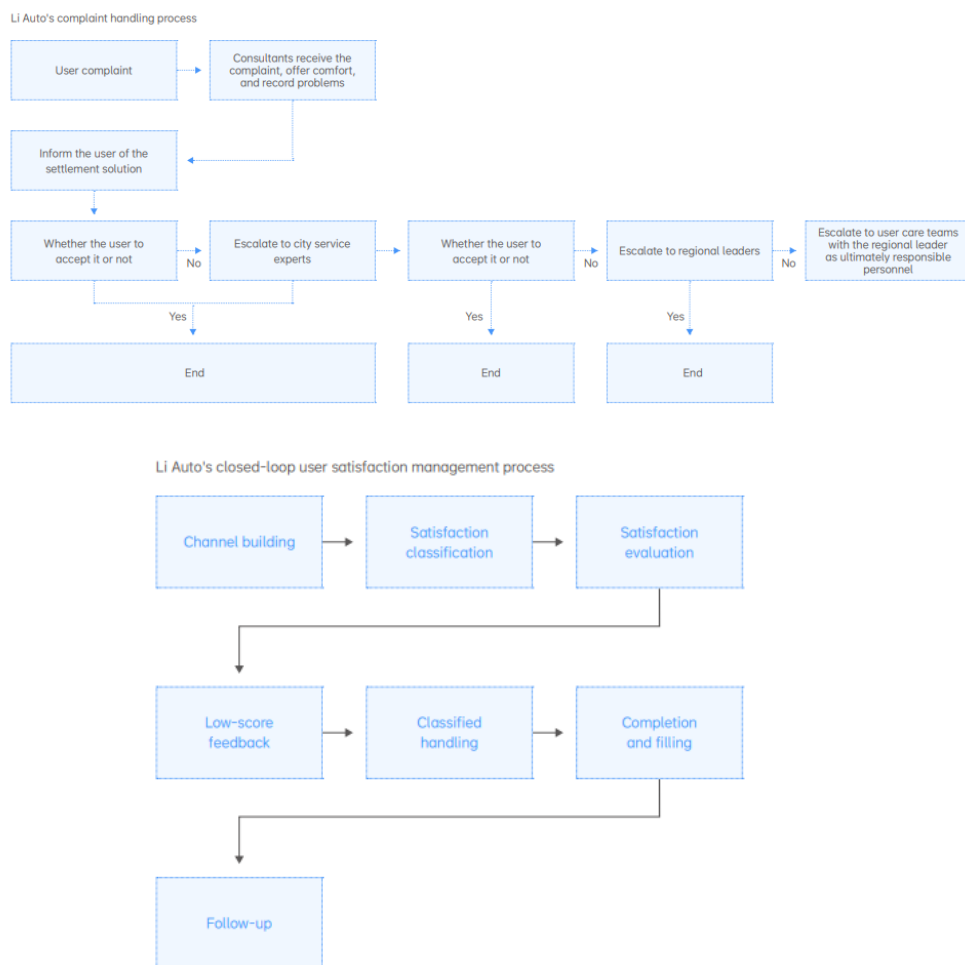 Li Auto's complaint handling process
User complaint
Consultants receive the
complaint, offer comfort,
and record problems
Inform the user of the
settlement solution
Whether the user to
accept it or not
No
Escalate to city service
experts
Whether the user to
accept it or not
No
Escalate to regional leaders
No
Escalate to user care teams
with the regional leader
as ultimately responsible
personnel
Yes
Yes
Yes
End
End
End
Li Auto's closed-loop user satisfaction management process
Channel building
Satisfaction
classification
Satisfaction
evaluation
Low-score
feedback
Classified
handling
Completion
and filling
Follow-up